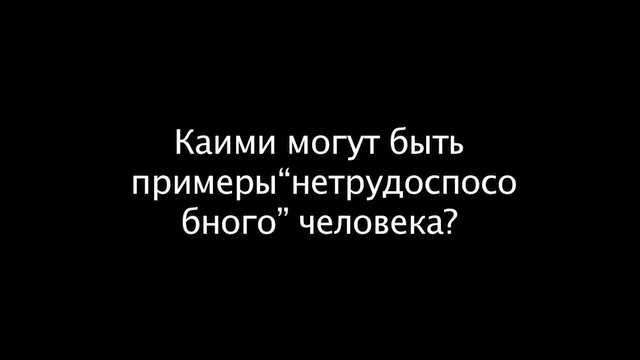 Каими могут быть
примеры“нетрудоспосо
бного” человека?